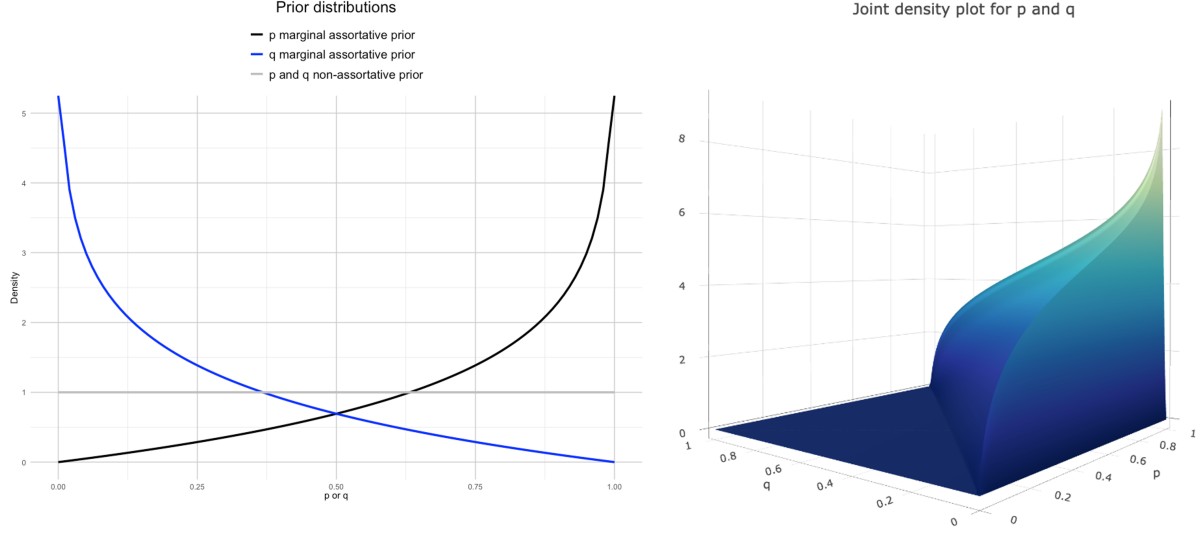 Prior distributions
p marginal assortative prior
q marginal assortative prior
p and q non-assortative prior
5
4
3
2
1
0
Density
0.00 0.25 0.50 0.75 1.00
p or q
Joint density plot for p and q
8
6
4
2
0
1
0.8
0.6
0.4
0.2
0
q
0
0.2
0.4
0.6
0.8
1
p